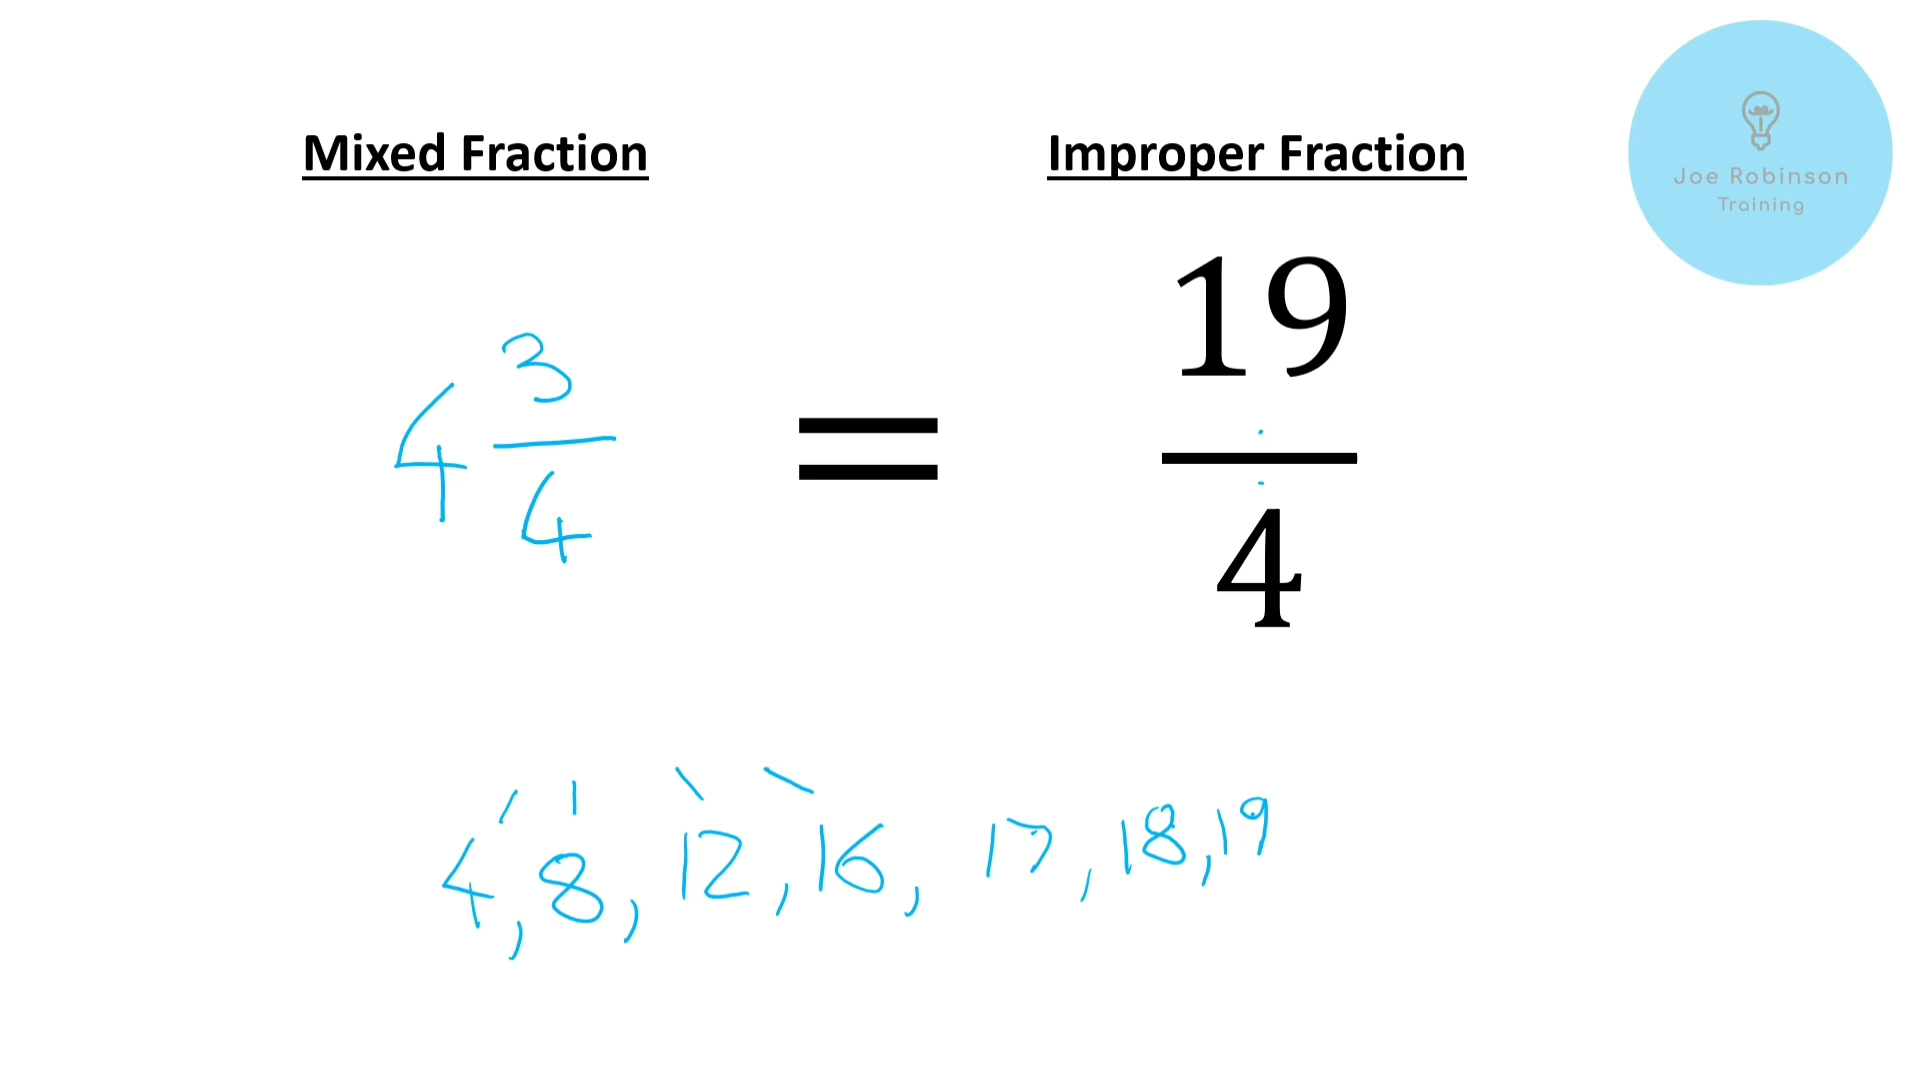 Mixed Fraction
Improper Fraction
Joe Robinson
Training
4 3/4 = 19/4
4, 8, 12, 16, 17, 18, 19